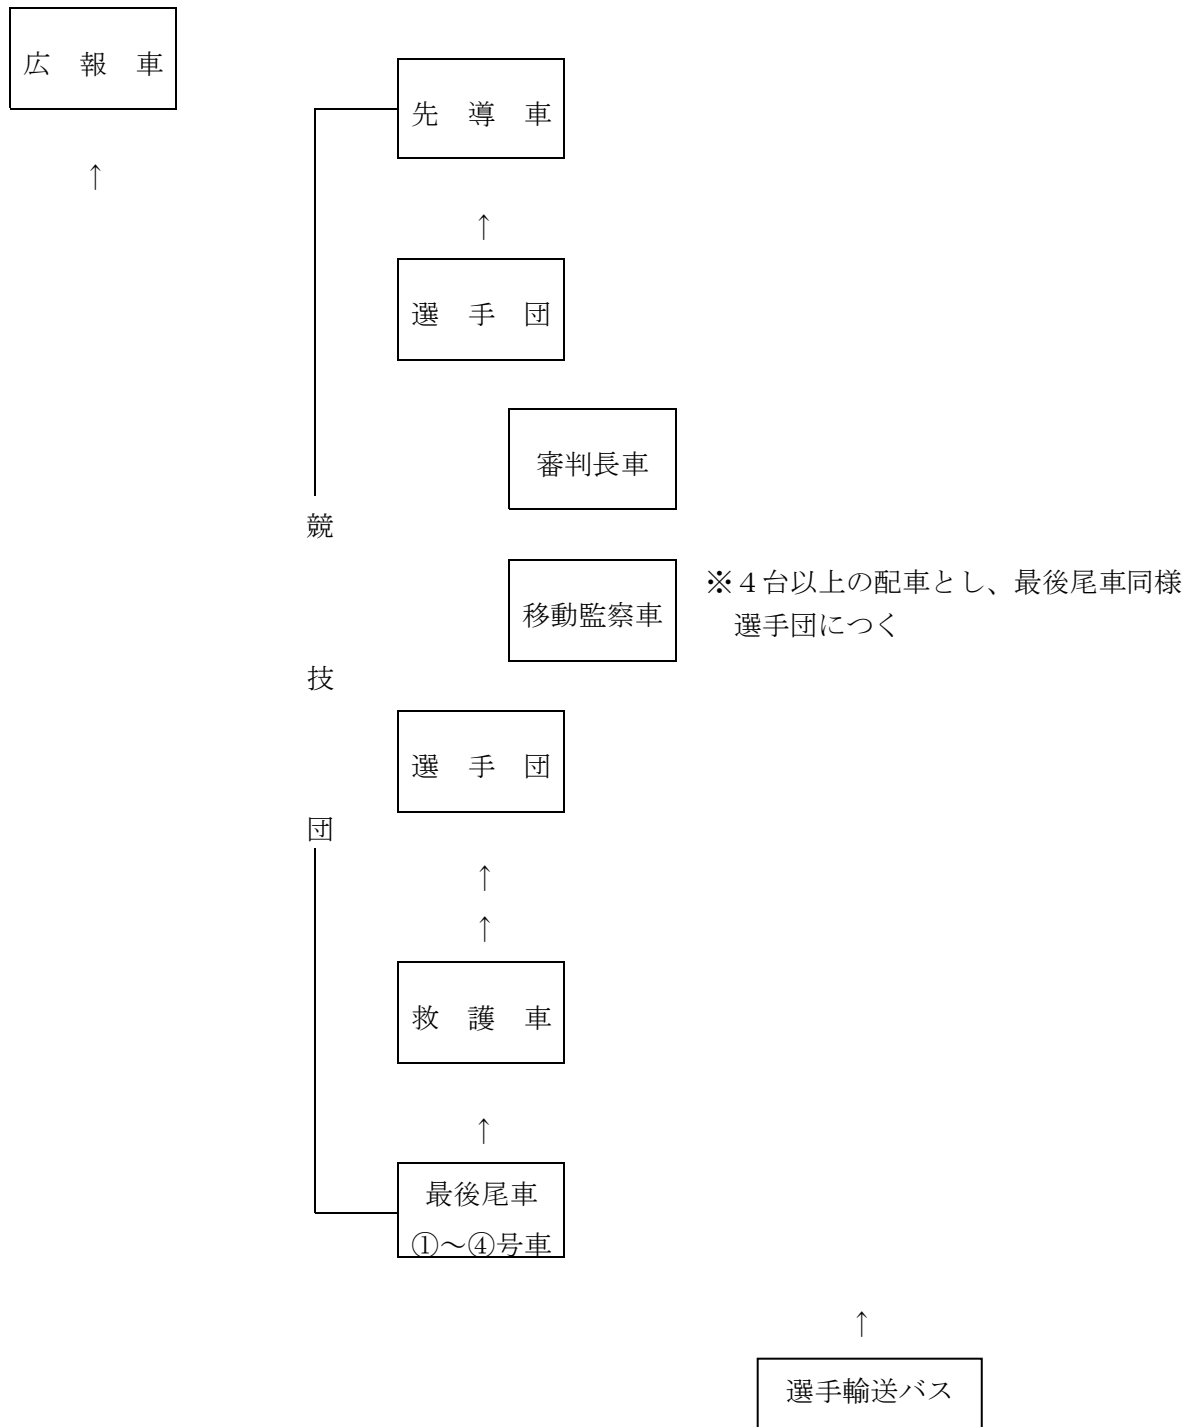 広　報　車
先　導　車
↑
↑
選　手　団
審判長車
競
移動監察車
※４台以上の配車とし、最後尾車同様
選手団につく
技
選　手　団
団
↑
↑
救　護　車
↑
最後尾車
①～④号車
↑
選手輸送バス